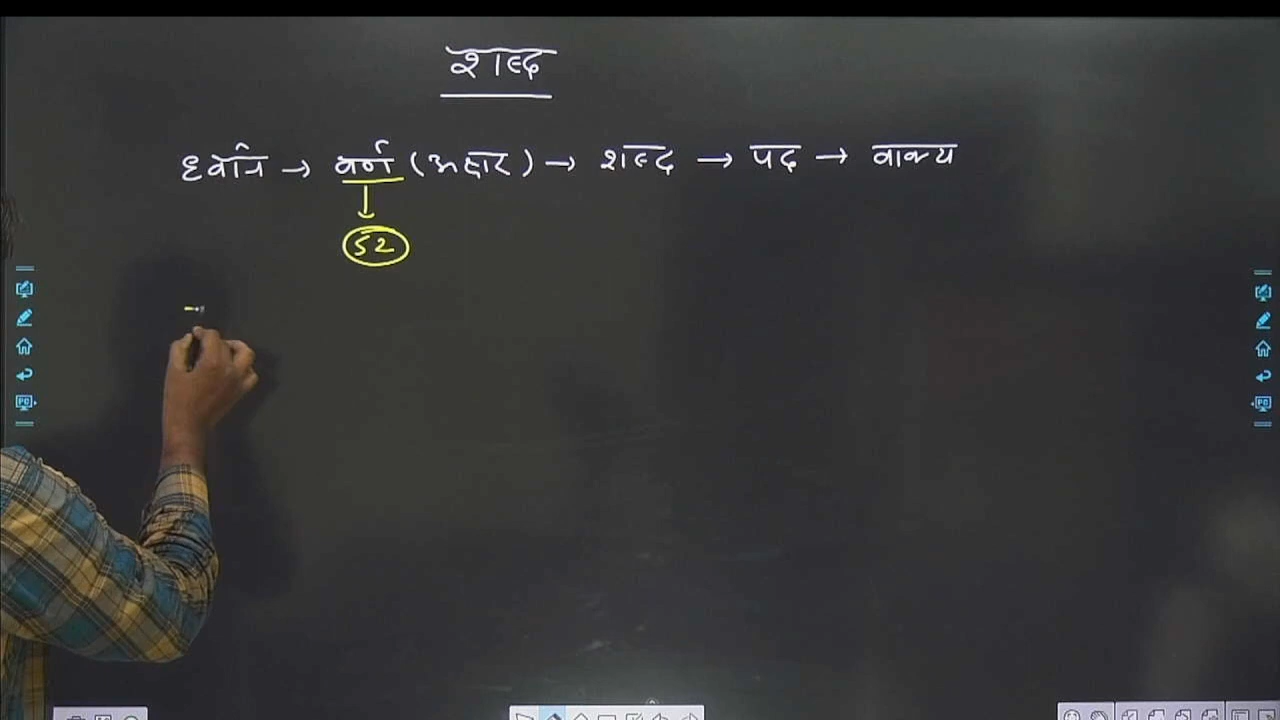 शब्द
ध्वनि → वर्ण (अक्षर) → शब्द → पद → वाक्य
↓
52